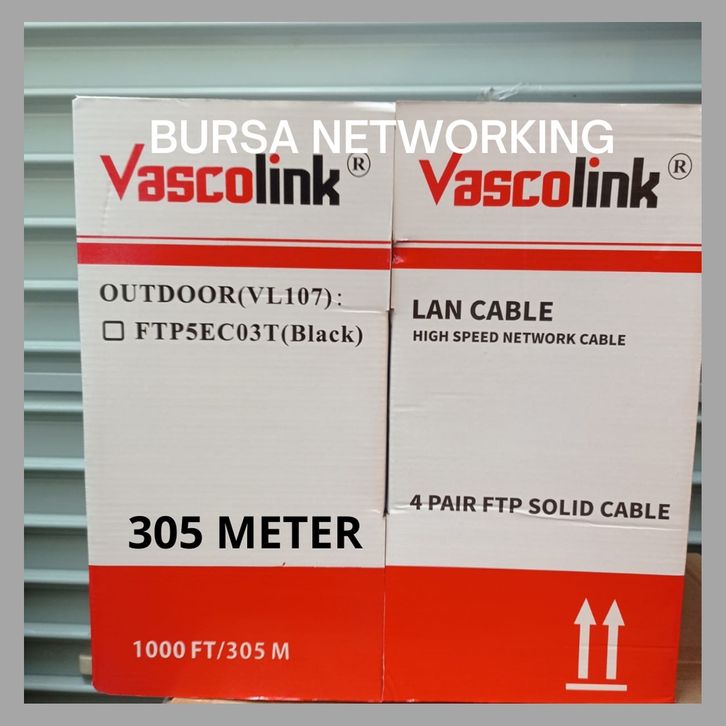 BURSA NETWORKING
Vascolink®
OUTDOOR(VL107):
☐ FTP5EC03T(Black)
305 METER
1000 FT/305 M
Vascolink®
LAN CABLE
HIGH SPEED NETWORK CABLE
4 PAIR FTP SOLID CABLE